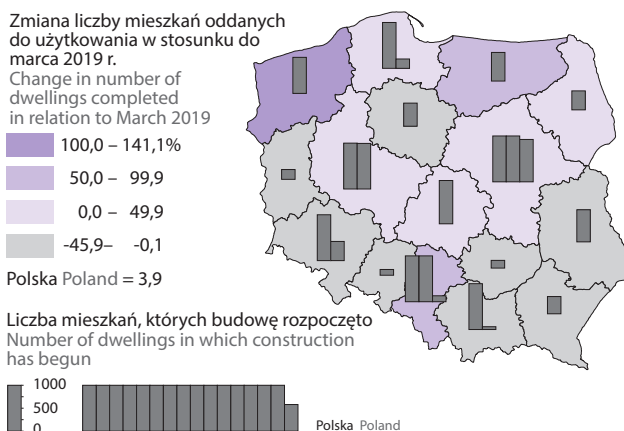 Zmiana liczby mieszkań oddanych
do użytkowania w stosunku do
marca 2019 r.
Change in number of
dwellings completed
in relation to March 2019
100,0 – 141,1%
50,0 – 99,9
0,0 – 49,9
-45,9– -0,1
Polska Poland = 3,9
Liczba mieszkań, których budowę rozpoczęto
Number of dwellings in which construction
has begun
1000
500
0
Polska Poland